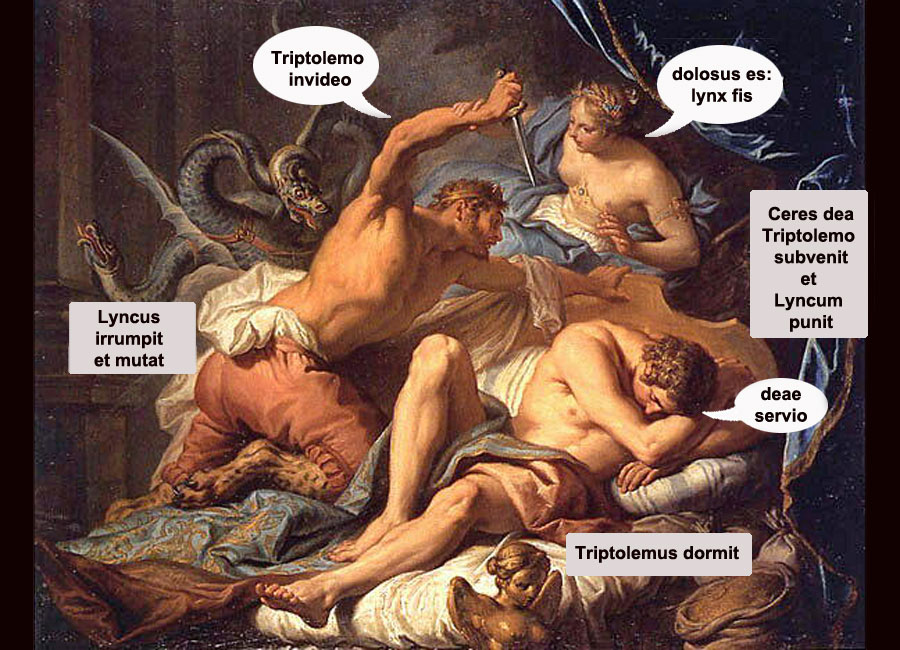 Triptolemo
invideo
dolosus es:
lynx fis
Ceres dea
Triptolemo
subvenit
et
Lyncum
punit
Lyncus
irrumpit
et mutat
deae
servio
Triptolemus dormit